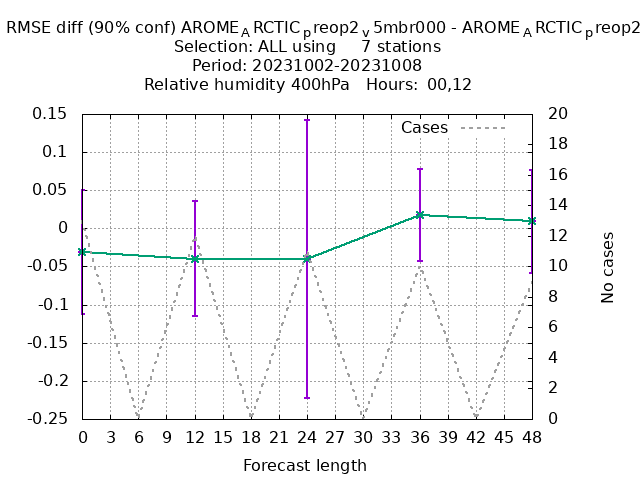 RMSE diff (90% conf) AROME_ARCTIC_preop2_v5mbr000 - AROME_ARCTIC_preop2
Selection: ALL using 7 stations
Period: 20231002-20231008
Relative humidity 400hPa Hours: 00,12
Cases
0.15
0.1
0.05
0
-0.05
-0.1
-0.15
-0.2
-0.25
20
18
16
14
12
10
8
6
4
2
0
No cases
0 3 6 9 12 15 18 21 24 27 30 33 36 39 42 45 48
Forecast length